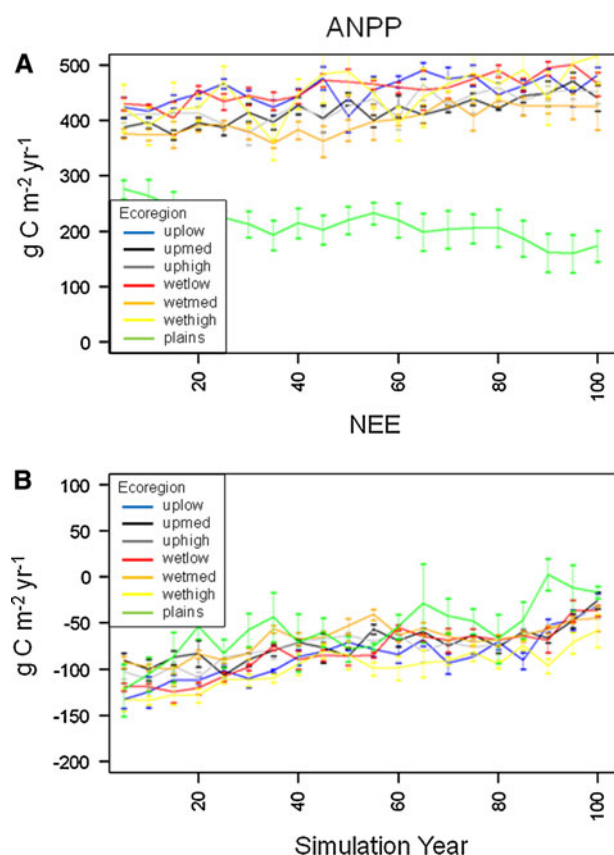 ANPP
A
g C m-2 yr-1
500
400
300
200
100
0
Ecoregion
uplow
upmed
uphigh
wetlow
wetmed
wethigh
plains
20
40
60
80
100
NEE
B
g C m-2 yr-1
100
50
0
-50
-100
-150
-200
Ecoregion
uplow
upmed
uphigh
wetlow
wetmed
wethigh
plains
20
40
60
80
100
Simulation Year